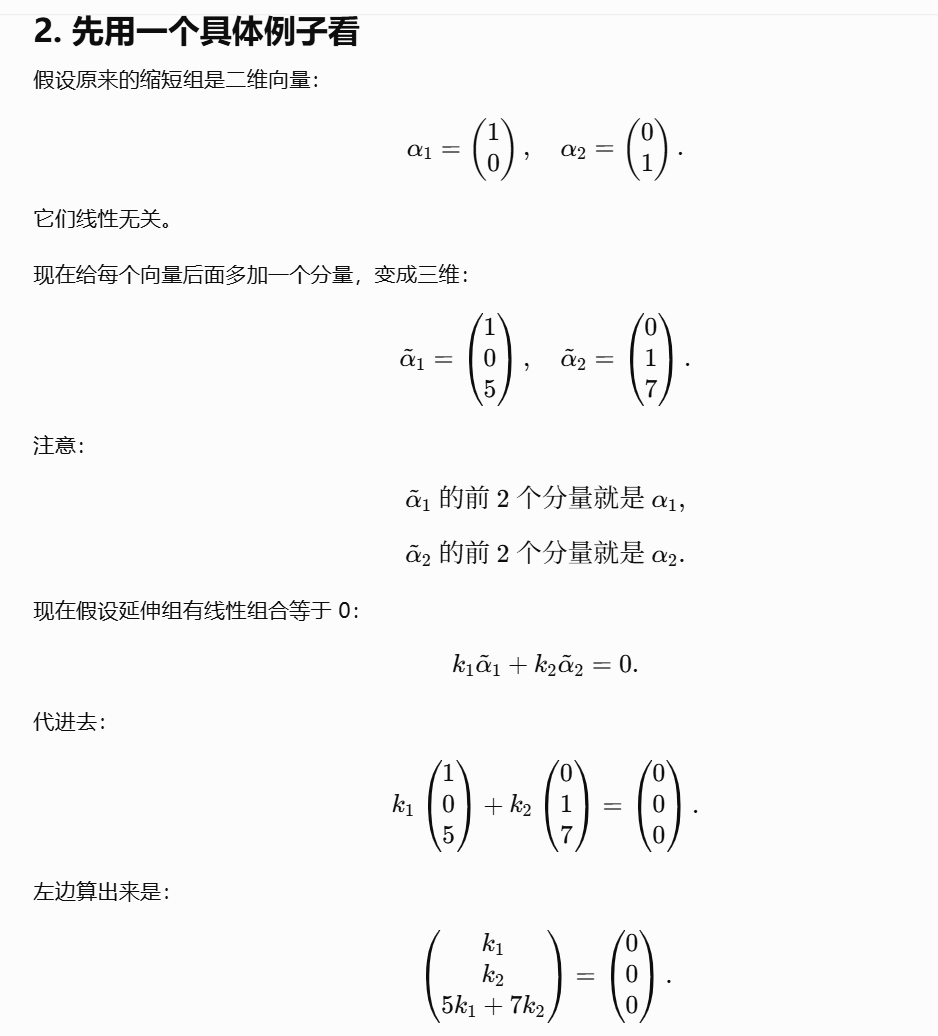 2. 先用一个具体例子看
假设原来的缩短组是二维向量：
α₁ = (1 0), α₂ = (0 1).
它们线性无关。
现在给每个向量后面多加一个分量，变成三维：
α̃₁ = (1 0 5), α̃₂ = (0 1 7).
注意：
α̃₁ 的前 2 个分量就是 α₁,
α̃₂ 的前 2 个分量就是 α₂.
现在假设延伸组有线性组合等于 0：
k₁α̃₁ + k₂α̃₂ = 0.
代进去：
k₁ (1 0 5) + k₂ (0 1 7) = (0 0 0).
左边算出来是：
(k₁ k₂ 5k₁ + 7k₂) = (0 0 0).